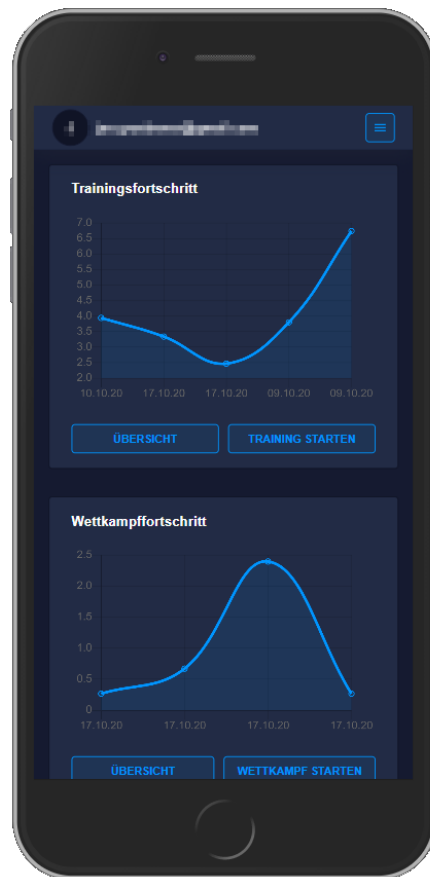 Trainingsfortschritt
7.0
6.5
6.0
5.5
5.0
4.5
4.0
3.5
3.0
2.5
2.0
10.10.20 17.10.20 17.10.20 09.10.20 09.10.20
ÜBERSICHT TRAINING STARTEN
Wettkampffortschritt
2.5
2.0
1.5
1.0
0.5
0
17.10.20 17.10.20 17.10.20 17.10.20
ÜBERSICHT WETTKAMPF STARTEN